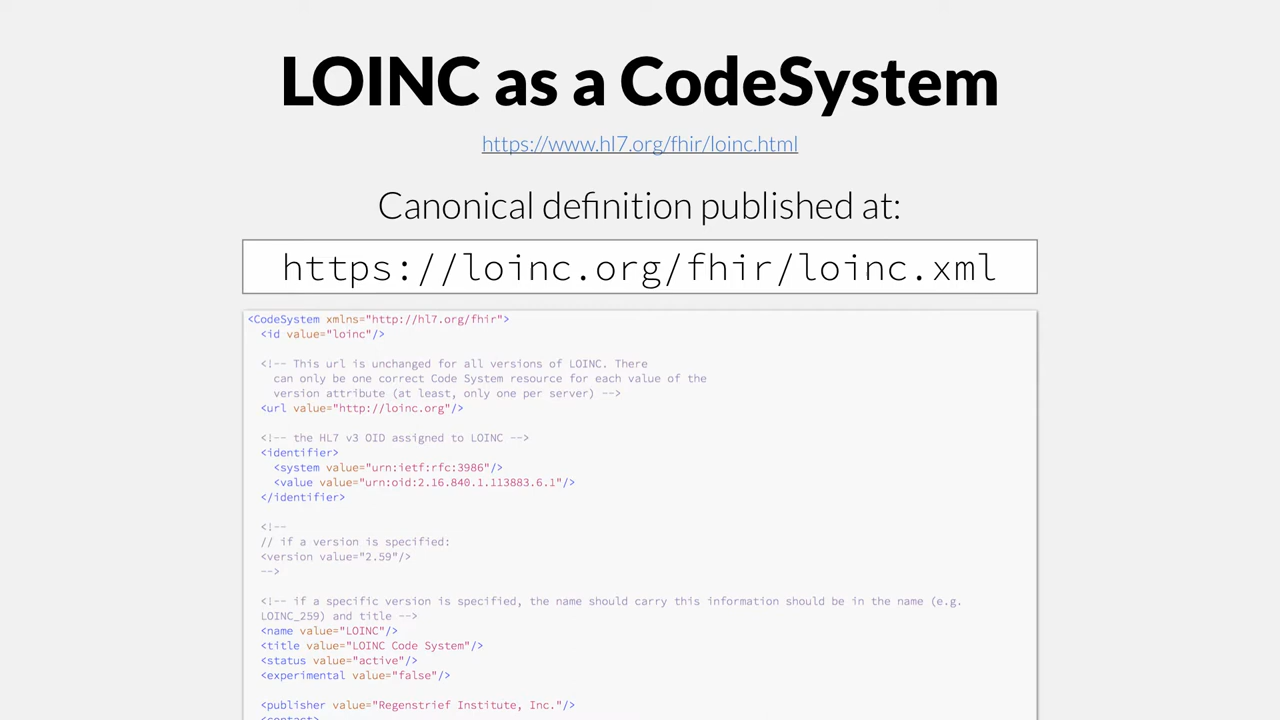 LOINC as a CodeSystem
https://www.hl7.org/fhir/loinc.html
Canonical definition published at:
https://loinc.org/fhir/loinc.xml
<CodeSystem xmlns="http://hl7.org/fhir">
<id value="loinc"/>
<!-- This url is unchanged for all versions of LOINC. There
can only be one correct Code System resource for each value of the
version attribute (at least, only one per server) -->
<url value="http://loinc.org"/>
<!-- the HL7 v3 OID assigned to LOINC -->
<identifier>
<system value="urn:ietf:rfc:3986"/>
<value value="urn:oid:2.16.840.1.113883.6.1"/>
</identifier>
<!--
// if a version is specified:
<version value="2.59"/>
-->
<!-- if a specific version is specified, the name should carry this information should be in the name (e.g.
LOINC_259) and title -->
<name value="LOINC"/>
<title value="LOINC Code System"/>
<status value="active"/>
<experimental value="false"/>
<publisher value="Regenstrief Institute, Inc."/>
<contact>